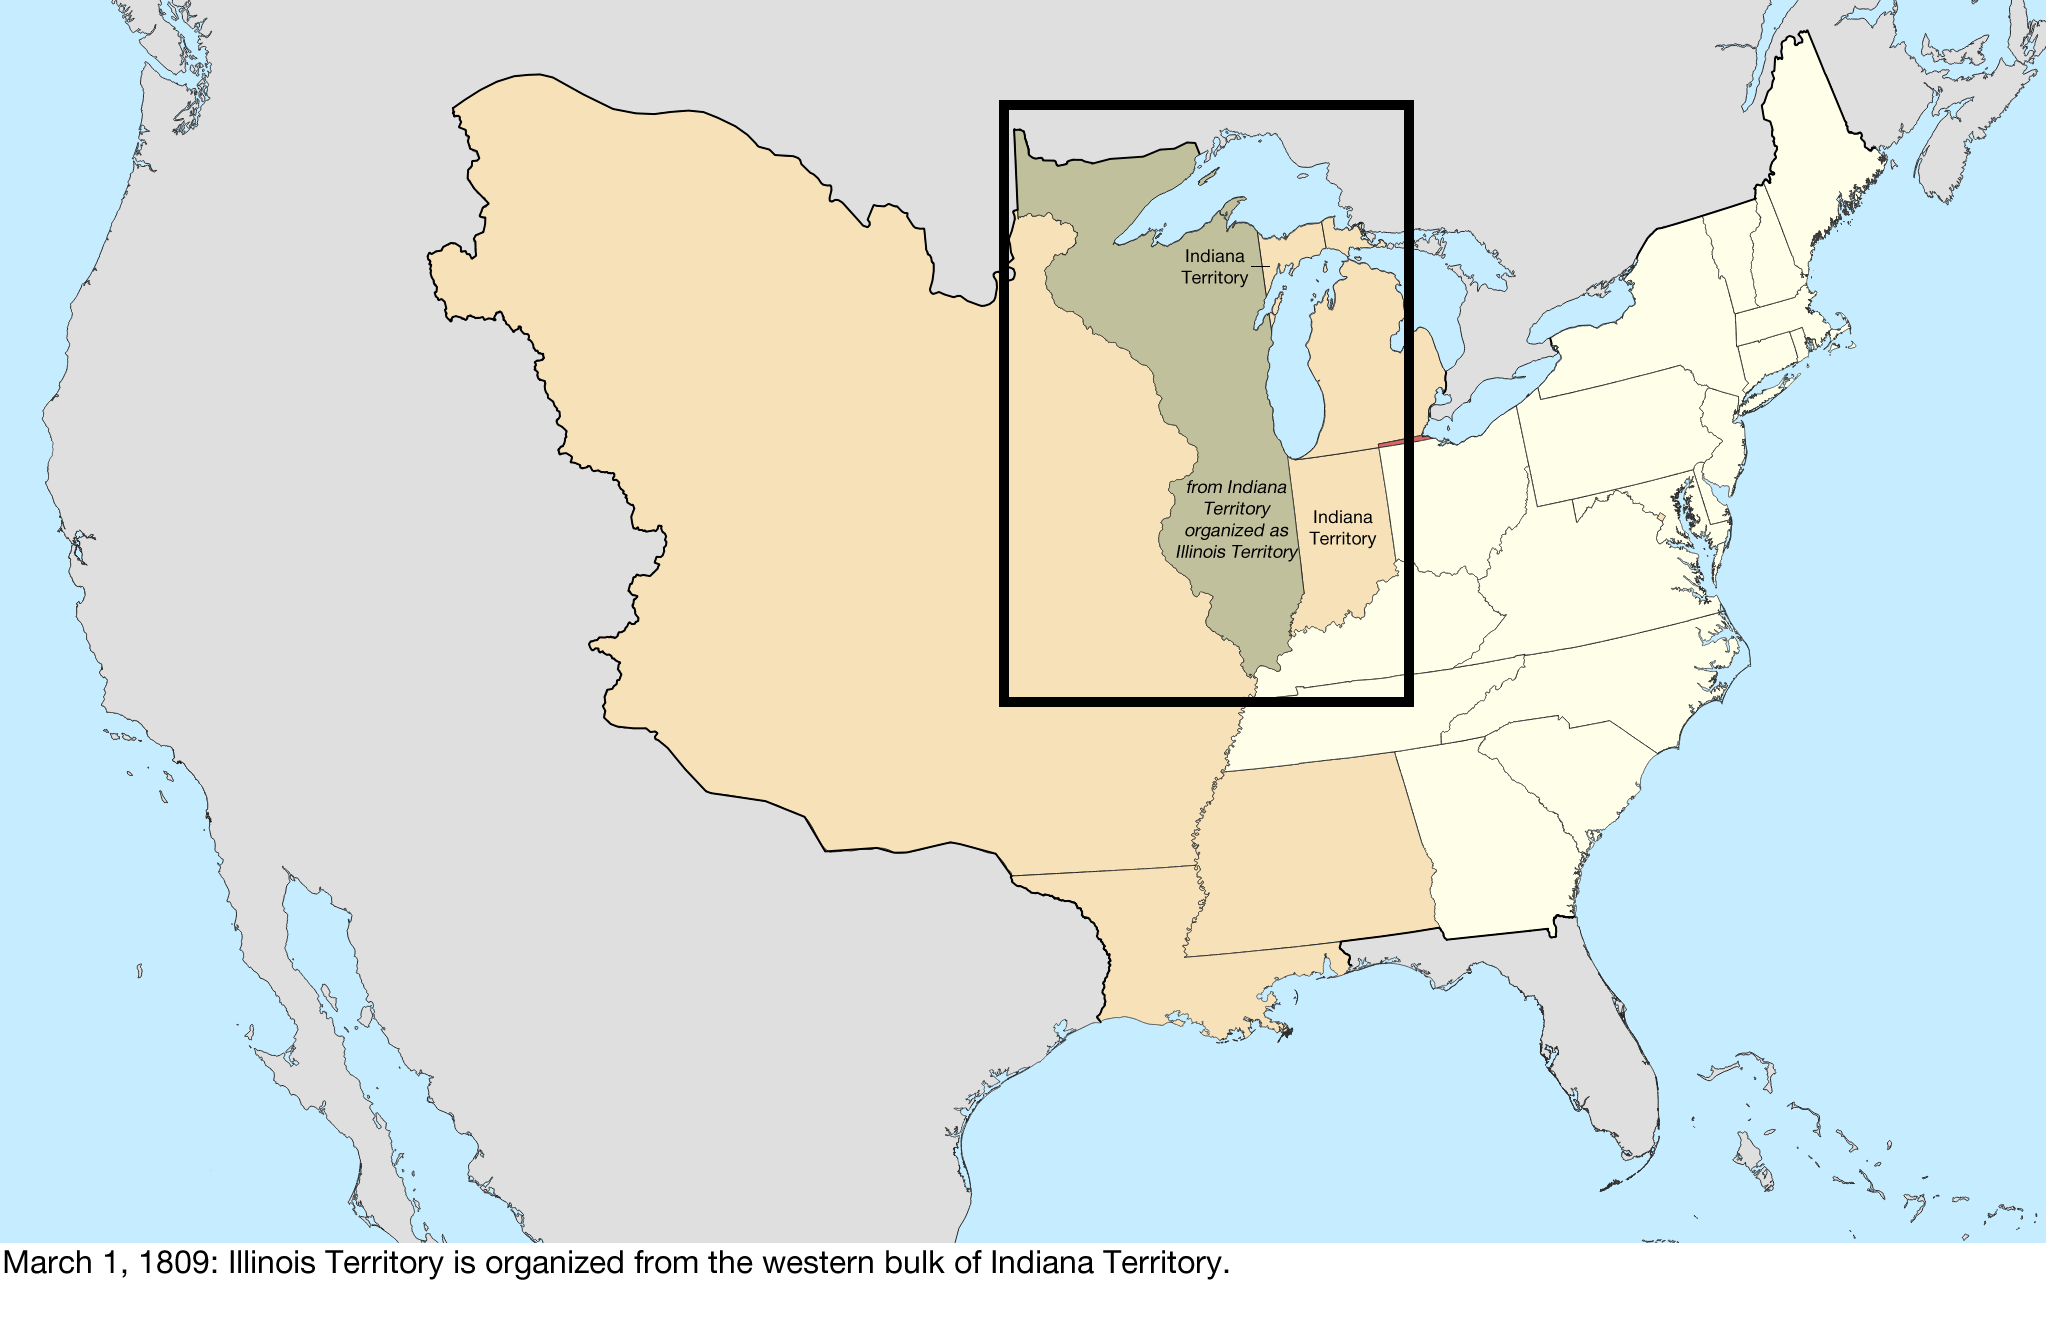 Indiana
Territory
from Indiana
Territory
organized as
Illinois Territory
Indiana
Territory
March 1, 1809: Illinois Territory is organized from the western bulk of Indiana Territory.